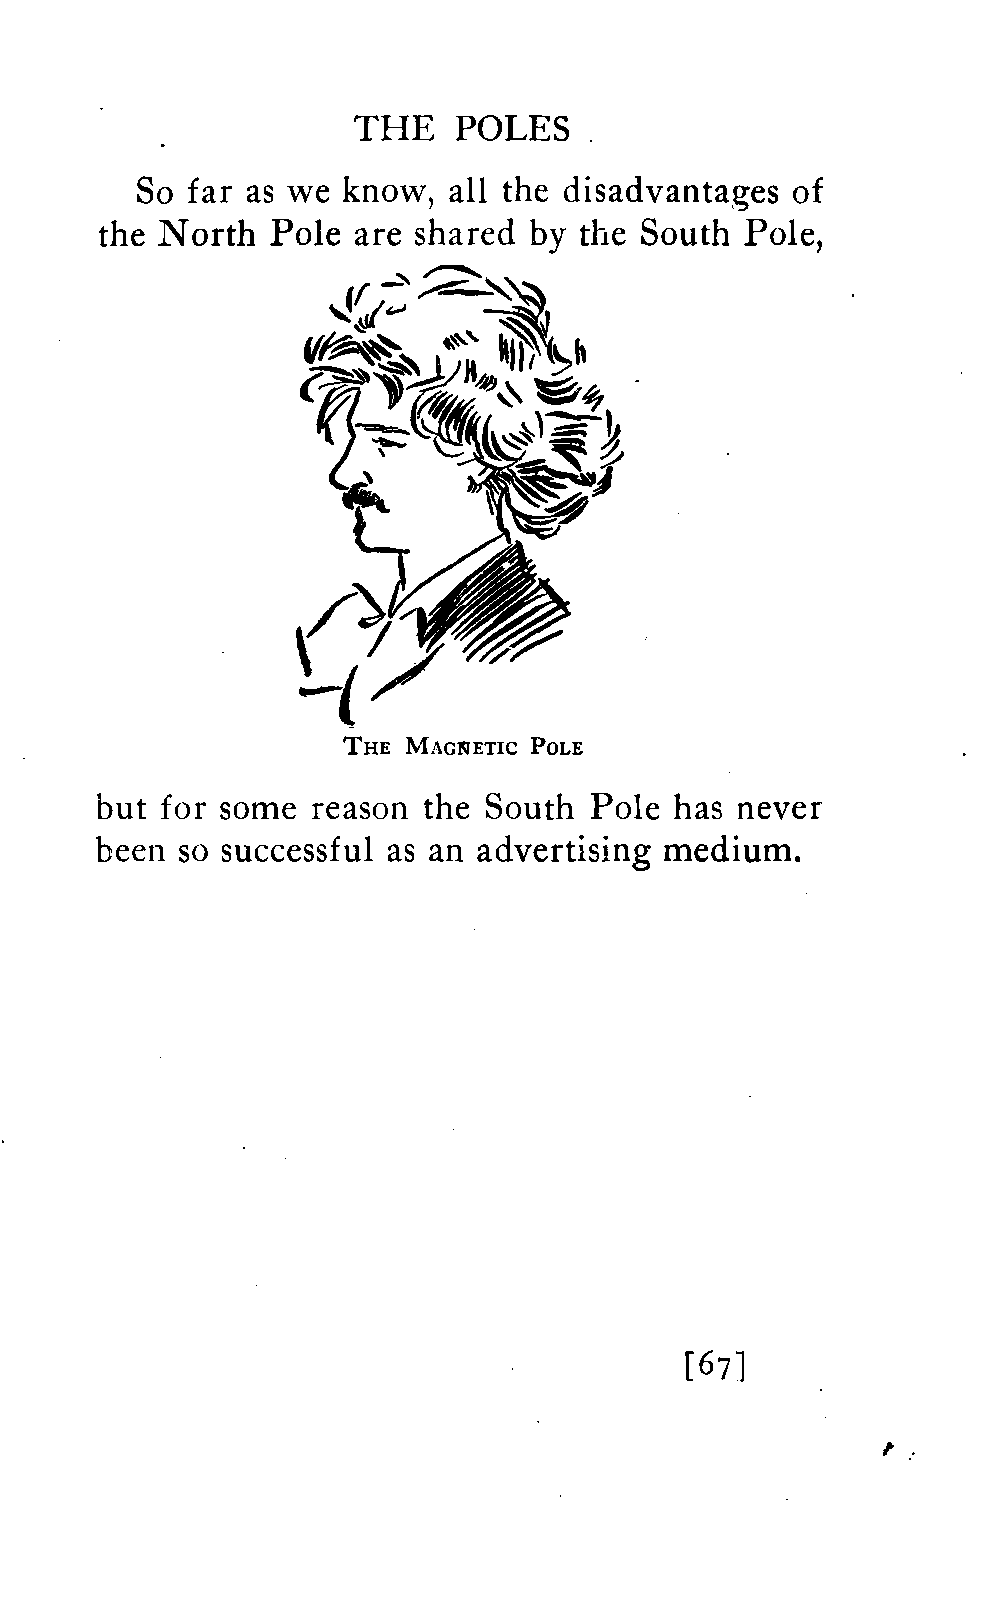 THE POLES
So far as we know, all the disadvantages of
the North Pole are shared by the South Pole,
THE MAGNETIC POLE
but for some reason the South Pole has never
been so successful as an advertising medium.
[67]